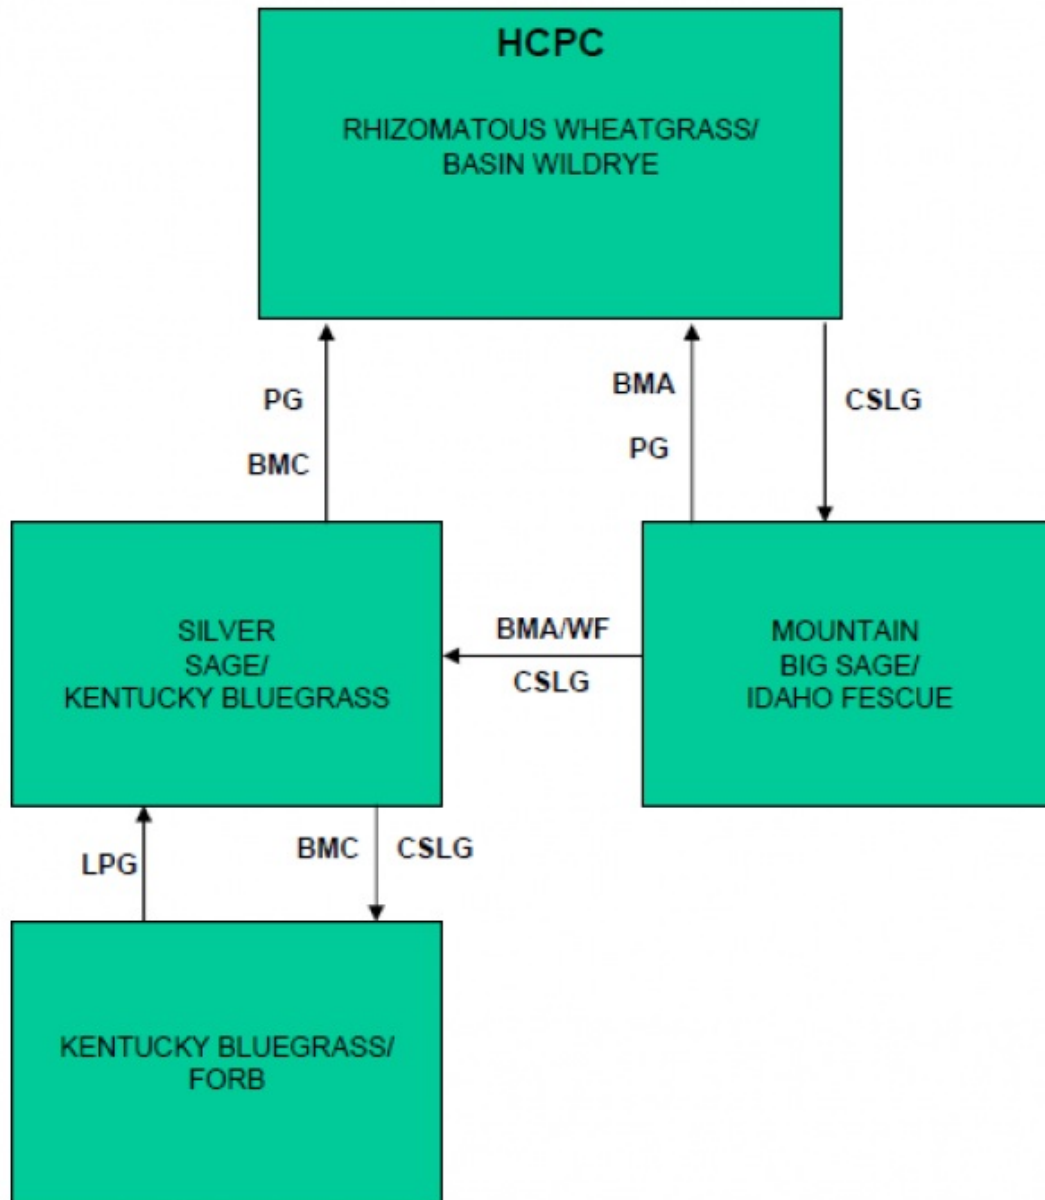 HCPC
RHIZOMATOUS WHEATGRASS/
BASIN WILDRYE
PG
BMC
BMA
PG
CSLG
SILVER
SAGE/
KENTUCKY BLUEGRASS
BMA/WF
CSLG
MOUNTAIN
BIG SAGE/
IDAHO FESCUE
LPG
BMC
CSLG
KENTUCKY BLUEGRASS/
FORB